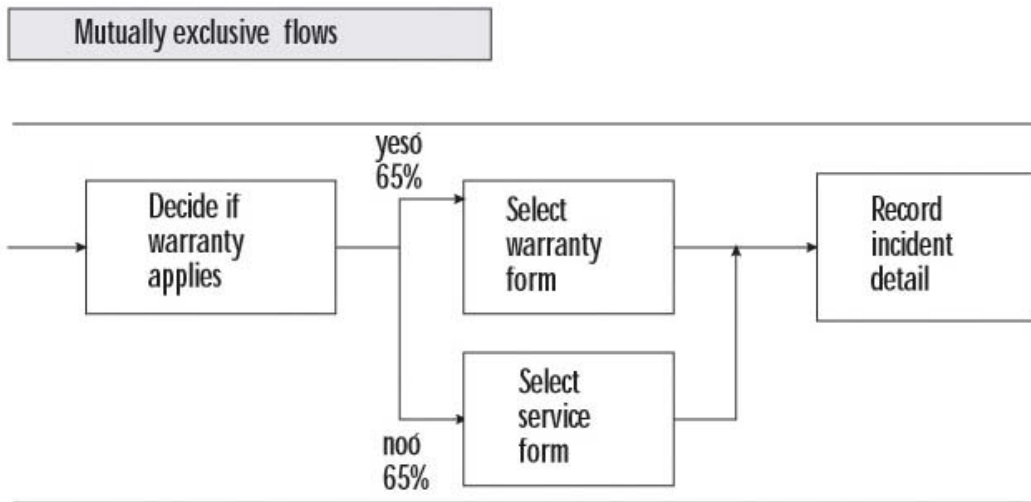 Mutually exclusive flows
yesó
65%
Decide if
warranty
applies
Select
warranty
form
Record
incident
detail
Select
service
form
noó
65%